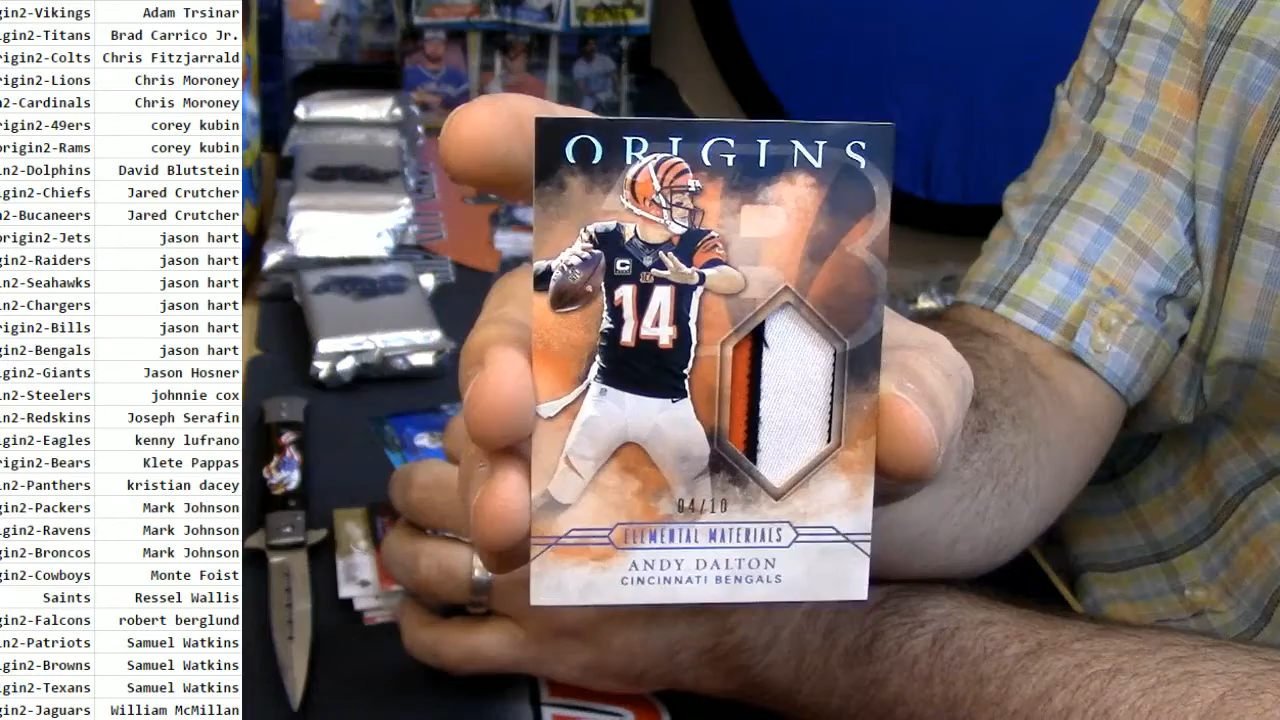 gin2-Vikings Adam Trsinar
igin2-Titans Brad Carrico Jr.
rigin2-Colts Chris Fitzjarrald
rigin2-Lions Chris Moroney
n2-Cardinals Chris Moroney
rigin2-49ers corey kubin
origin2-Rams corey kubin
n2-Dolphins David Blutstein
gin2-Chiefs Jared Crutcher
2-Bucaneers Jared Crutcher
origin2-Jets jason hart
gin2-Raiders jason hart
n2-Seahawks jason hart
in2-Chargers jason hart
rigin2-Bills jason hart
gin2-Bengals jason hart
igin2-Giants Jason Hosner
in2-Steelers johnnie cox
in2-Redskins Joseph Serafin
igin2-Eagles kenny lufrano
rigin2-Bears Klete Pappas
in2-Panthers kristian dacey
gin2-Packers Mark Johnson
igin2-Ravens Mark Johnson
gin2-Broncos Mark Johnson
gin2-Cowboys Monte Foist
Saints Ressel Wallis
gin2-Falcons robert berglund
in2-Patriots Samuel Watkins
igin2-Browns Samuel Watkins
igin2-Texans Samuel Watkins
gin2-Jaguars William McMillan
ORIGINS
C
14
04/10
ELEMENTAL MATERIALS
ANDY DALTON
CINCINNATI BENGALS